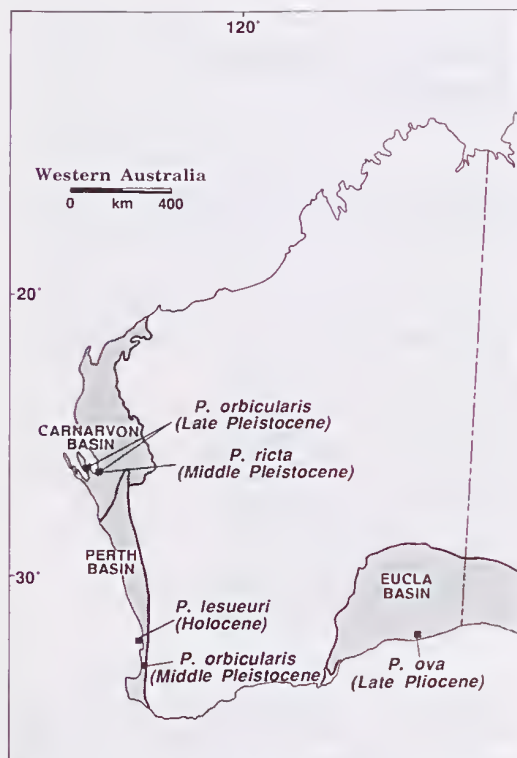 120°
Western Australia
0 km 400
20°
P. orbicularis
(Late Pleistocene)
CARNARVON
BASIN
P. ricta
(Middle Pleistocene)
PERTH
BASIN
30°
EUCLA
BASIN
P. lesueuri
(Holocene)
P. orbicularis
(Middle Pleistocene)
P. ova
(Late Pliocene)